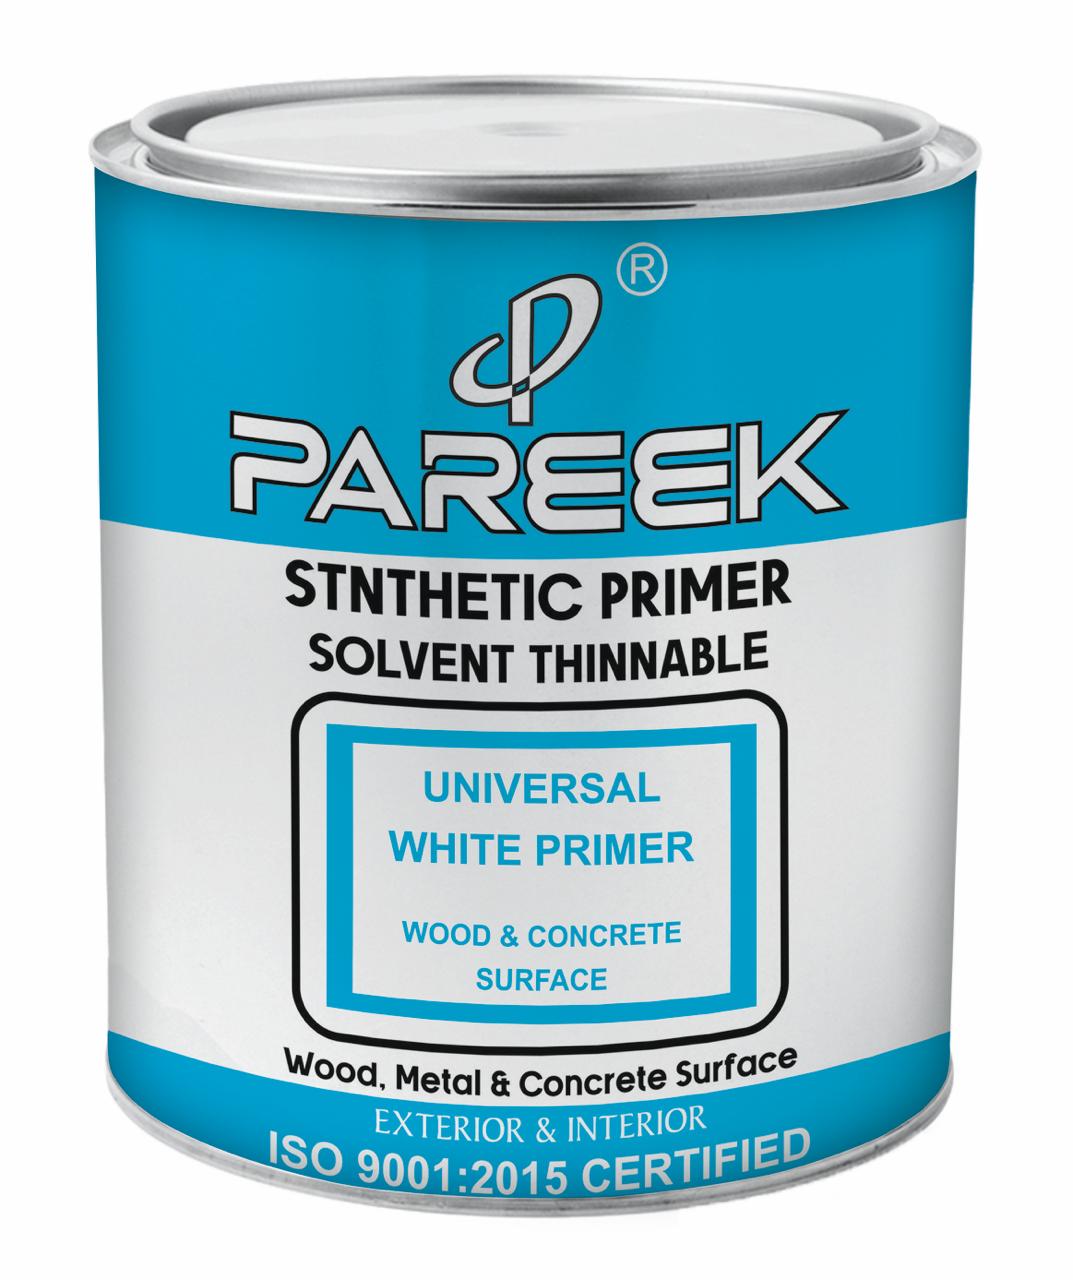 ®
PAREEK
STNTHETIC PRIMER
SOLVENT THINNABLE
UNIVERSAL
WHITE PRIMER
WOOD & CONCRETE
SURFACE
Wood, Metal & Concrete Surface
EXTERIOR & INTERIOR
ISO 9001:2015 CERTIFIED